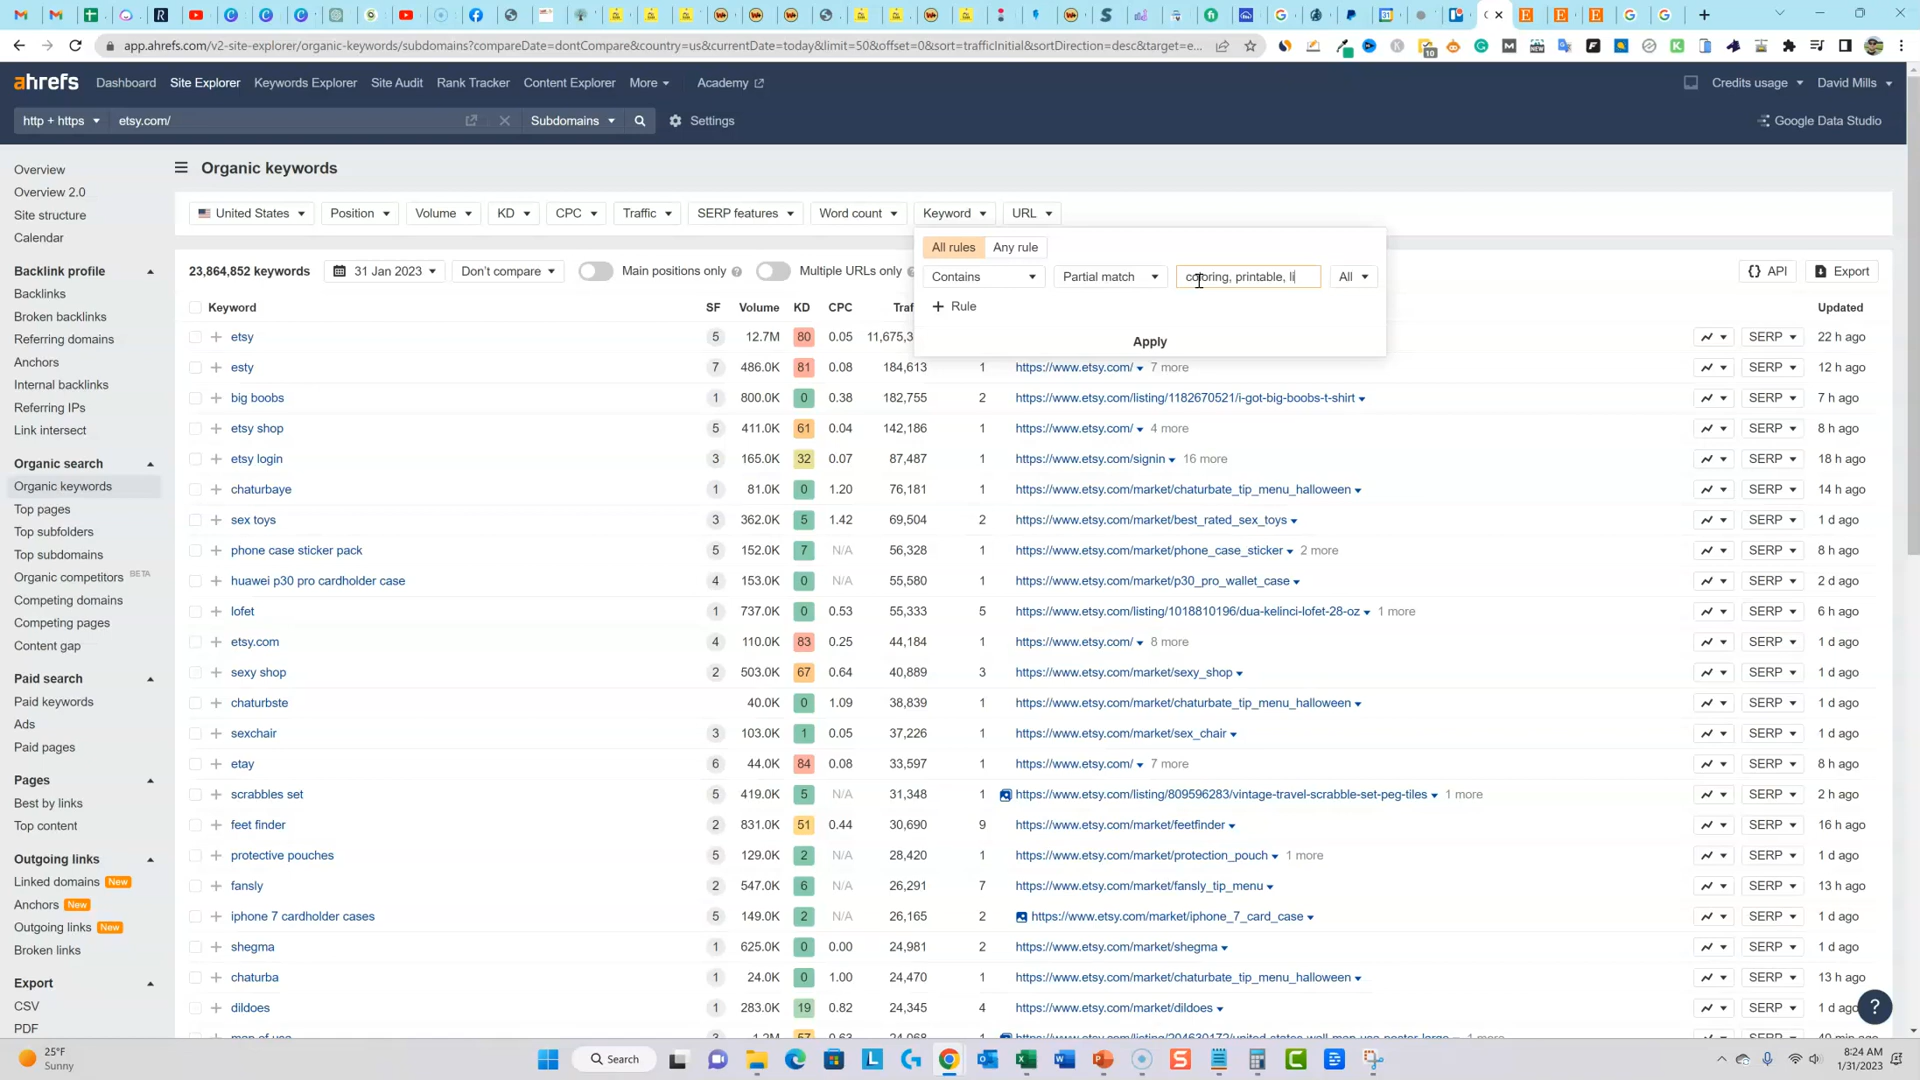 app.ahrefs.com/v2-site-explorer/organic-keywords/subdomains?compareDate=dontCompare&country=us&currentDate=today&limit=50&offset=0&sort=trafficInitial&sortDirection=desc&target=e...
ahrefs Dashboard Site Explorer Keywords Explorer Site Audit Rank Tracker Content Explorer More Academy Credits usage David Mills
http + https etsy.com/ Subdomains Settings Google Data Studio
Overview
Overview 2.0
Site structure
Calendar
Backlink profile
Backlinks
Broken backlinks
Referring domains
Anchors
Internal backlinks
Referring IPs
Link intersect
Organic search
Organic keywords
Top pages
Top subfolders
Top subdomains
Organic competitors BETA
Competing domains
Competing pages
Content gap
Paid search
Paid keywords
Ads
Paid pages
Pages
Best by links
Top content
Outgoing links
Linked domains New
Anchors New
Outgoing links New
Broken links
Export
CSV
PDF
Organic keywords
United States Position Volume KD CPC Traffic SERP features Word count Keyword URL
All rules Any rule
Contains Partial match coloring, printable, li All
+ Rule
Apply
23,864,852 keywords 31 Jan 2023 Don't compare Main positions only Multiple URLs only {} API Export
Keyword SF Volume KD CPC Traf Updated
etsy 5 12.7M 80 0.05 11,675,3 SERP 22 h ago
esty 7 486.0K 81 0.08 184,613 1 https://www.etsy.com/ 7 more SERP 12 h ago
big boobs 1 800.0K 0 0.38 182,755 2 https://www.etsy.com/listing/1182670521/i-got-big-boobs-t-shirt SERP 7 h ago
etsy shop 5 411.0K 61 0.04 142,186 1 https://www.etsy.com/ 4 more SERP 8 h ago
etsy login 3 165.0K 32 0.07 87,487 1 https://www.etsy.com/signin 16 more SERP 18 h ago
chaturbaye 1 81.0K 0 1.20 76,181 1 https://www.etsy.com/market/chaturbate_tip_menu_halloween SERP 14 h ago
sex toys 3 362.0K 5 1.42 69,504 2 https://www.etsy.com/market/best_rated_sex_toys SERP 1 d ago
phone case sticker pack 5 152.0K 7 N/A 56,328 1 https://www.etsy.com/market/phone_case_sticker 2 more SERP 8 h ago
huawei p30 pro cardholder case 4 153.0K 0 N/A 55,580 1 https://www.etsy.com/market/p30_pro_wallet_case SERP 2 d ago
lofet 1 737.0K 0 0.53 55,333 5 https://www.etsy.com/listing/1018810196/dua-kelinci-lofet-28-oz 1 more SERP 6 h ago
etsy.com 4 110.0K 83 0.25 44,184 1 https://www.etsy.com/ 8 more SERP 1 d ago
sexy shop 2 503.0K 67 0.64 40,889 3 https://www.etsy.com/market/sexy_shop SERP 1 d ago
chaturbste 40.0K 0 1.09 38,839 1 https://www.etsy.com/market/chaturbate_tip_menu_halloween SERP 1 d ago
sexchair 3 103.0K 1 0.05 37,226 1 https://www.etsy.com/market/sex_chair SERP 1 d ago
etay 6 44.0K 84 0.08 33,597 1 https://www.etsy.com/ 7 more SERP 8 h ago
scrabbles set 5 419.0K 5 N/A 31,348 1 https://www.etsy.com/listing/809596283/vintage-travel-scrabble-set-peg-tiles 1 more SERP 2 h ago
feet finder 2 831.0K 51 0.44 30,690 9 https://www.etsy.com/market/feetfinder SERP 16 h ago
protective pouches 5 129.0K 2 N/A 28,420 1 https://www.etsy.com/market/protection_pouch 1 more SERP 1 d ago
fansly 2 547.0K 6 N/A 26,291 7 https://www.etsy.com/market/fansly_tip_menu SERP 13 h ago
iphone 7 cardholder cases 5 149.0K 2 N/A 26,165 2 https://www.etsy.com/market/iphone_7_card_case SERP 1 d ago
shegma 1 625.0K 0 0.00 24,981 2 https://www.etsy.com/market/shegma SERP 1 d ago
chaturba 1 24.0K 0 1.00 24,470 1 https://www.etsy.com/market/chaturbate_tip_menu_halloween SERP 13 h ago
dildoes 1 283.0K 19 0.82 24,345 4 https://www.etsy.com/market/dildoes SERP 1 d ago
25°F
Sunny
Search
8:24 AM
1/31/2023